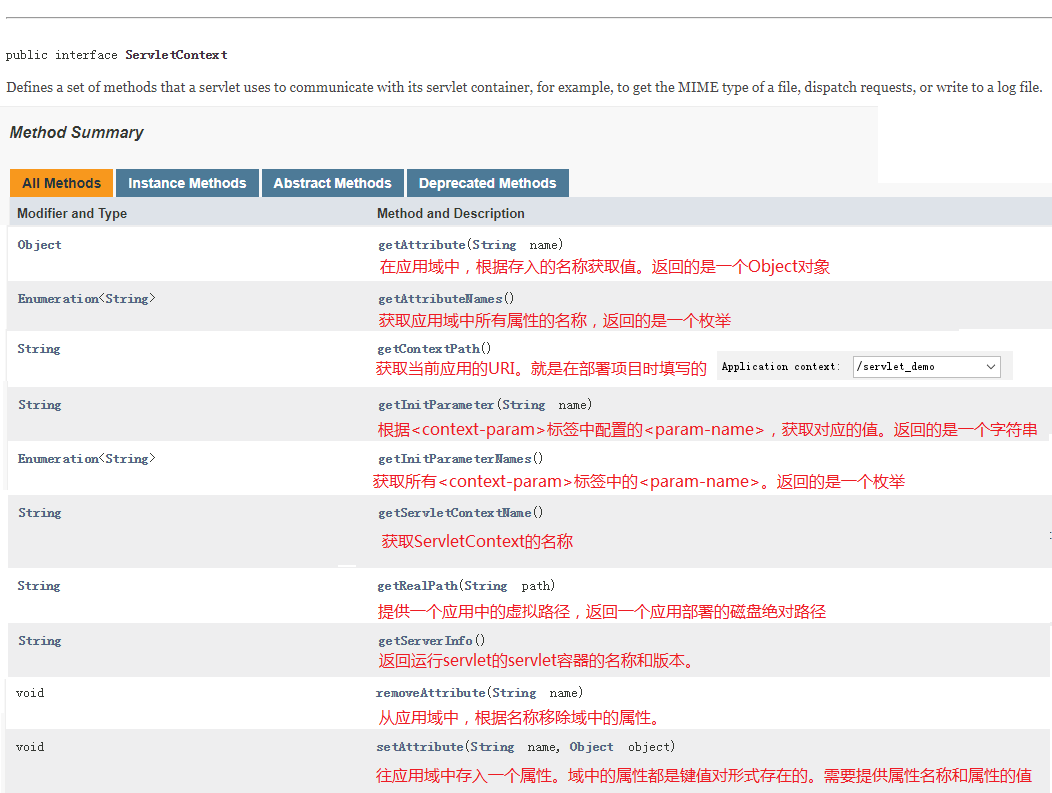 public interface ServletContext
Defines a set of methods that a servlet uses to communicate with its servlet container, for example, to get the MIME type of a file, dispatch requests, or write to a log file.
Method Summary
All Methods Instance Methods Abstract Methods Deprecated Methods
Modifier and Type Method and Description
Object getAttribute(String name)
在应用域中，根据存入的名称获取值。返回的是一个Object对象
Enumeration<String> getAttributeNames()
获取应用域中所有属性的名称，返回的是一个枚举
String getContextPath()
获取当前应用的URI。就是在部署项目时填写的 Application context: /servlet_demo
String getInitParameter(String name)
根据<context-param>标签中配置的<param-name>，获取对应的值。返回的是一个字符串
Enumeration<String> getInitParameterNames()
获取所有<context-param>标签中的<param-name>。返回的是一个枚举
String getServletContextName()
获取ServletContext的名称
String getRealPath(String path)
提供一个应用中的虚拟路径，返回一个应用部署的磁盘绝对路径
String getServerInfo()
返回运行servlet的servlet容器的名称和版本。
void removeAttribute(String name)
从应用域中，根据名称移除域中的属性。
void setAttribute(String name, Object object)
往应用域中存入一个属性。域中的属性都是键值对形式存在的。需要提供属性名称和属性的值